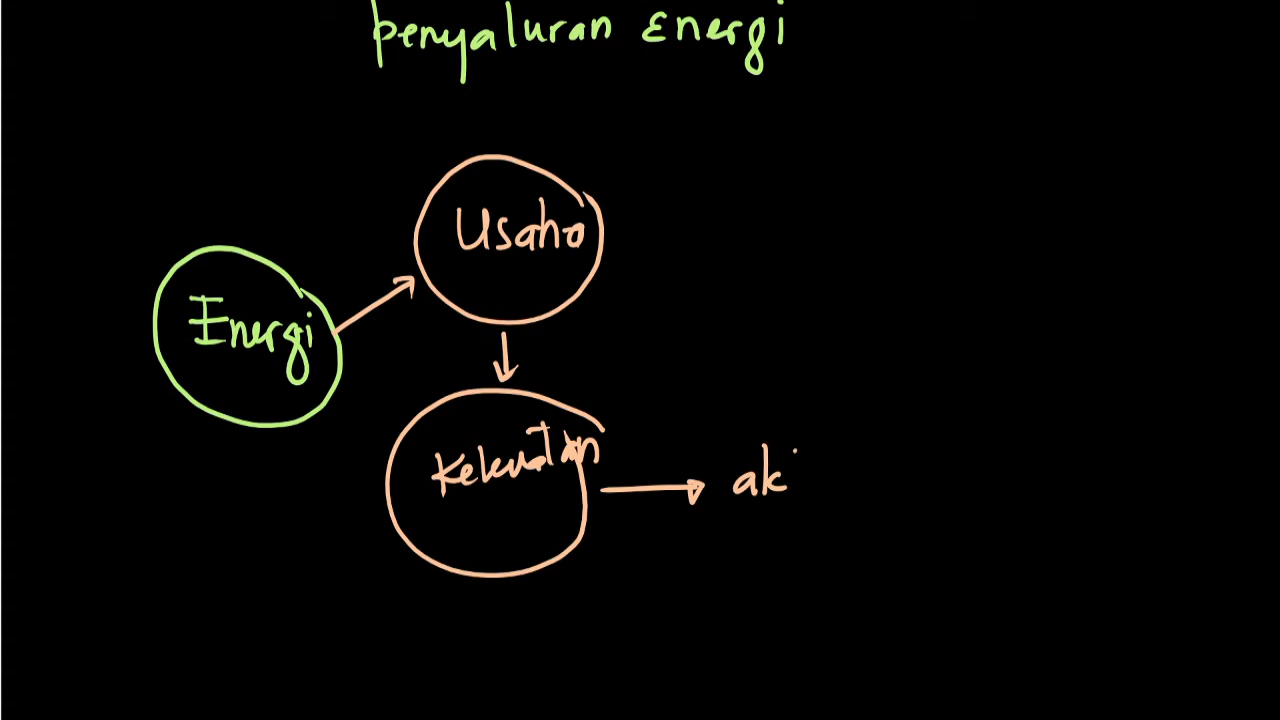 penyaluran Energi
Usaha
Energi
Kekuatan
ak